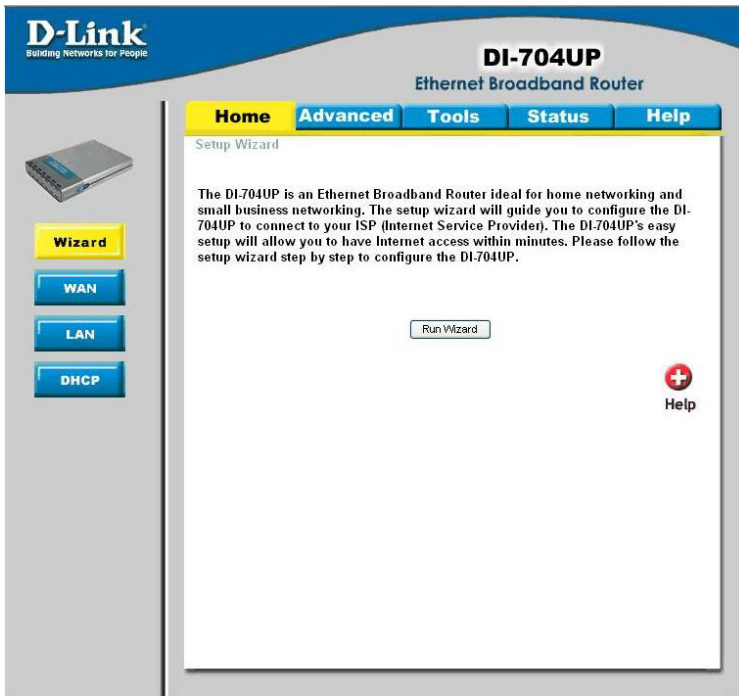 D-Link
Building Networks for People
DI-704UP
Ethernet Broadband Router
Home
Advanced
Tools
Status
Help
Wizard
WAN
LAN
DHCP
Setup Wizard
The DI-704UP is an Ethernet Broadband Router ideal for home networking and
small business networking. The setup wizard will guide you to configure the DI-
704UP to connect to your ISP (Internet Service Provider). The DI-704UP's easy
setup will allow you to have Internet access within minutes. Please follow the
setup wizard step by step to configure the DI-704UP.
Run Wizard
Help